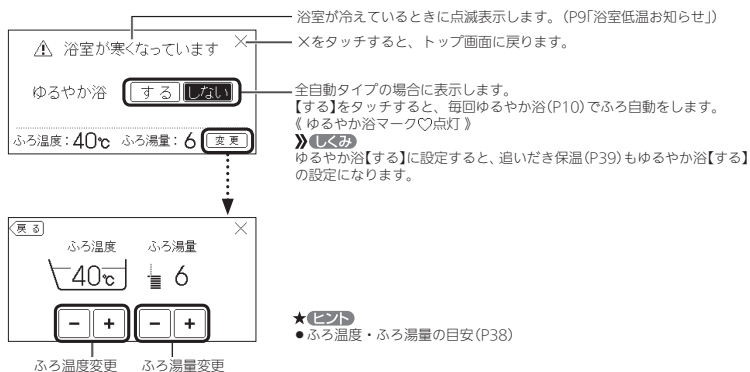 浴室が冷えているときに点滅表示します。（P9「浴室低温お知らせ」）
⚠ 浴室が寒くなっています ×
×をタッチすると、トップ画面に戻ります。
ゆるやか浴 する しない
全自動タイプの場合に表示します。
【する】をタッチすると、毎回ゆるやか浴（P10）でふろ自動をします。
《 ゆるやか浴マーク♡点灯 》
》しくみ
ゆるやか浴【する】に設定すると、追いだき保温（P39）もゆるやか浴【する】
の設定になります。
ふろ温度：40℃ ふろ湯量：6 変更
戻る ×
ふろ温度 ふろ湯量
40℃ 6
− + − +
★ヒント
●ふろ温度・ふろ湯量の目安（P38）
ふろ温度変更 ふろ湯量変更